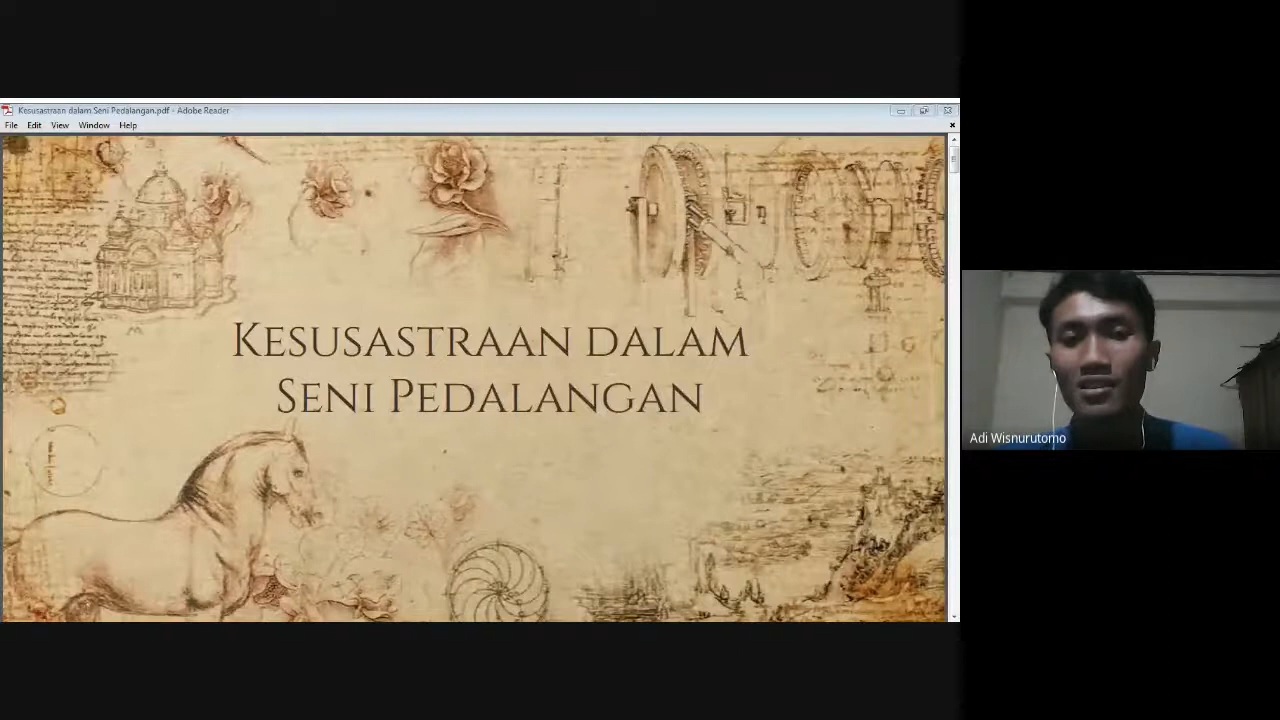 Kesusastraan dalam Seni Pedalangan.pdf - Adobe Reader
File Edit View Window Help
KESUSASTRAAN DALAM
SENI PEDALANGAN
Adi Wisnurutomo